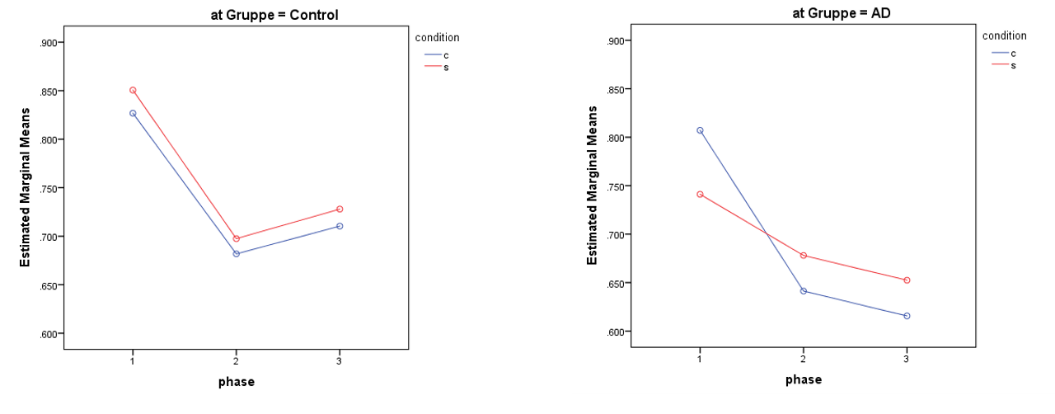 at Gruppe = Control
condition
c
s
Estimated Marginal Means
.900
.850
.800
.750
.700
.650
.600
1 2 3
phase
at Gruppe = AD
condition
c
s
Estimated Marginal Means
.900
.850
.800
.750
.700
.650
.600
1 2 3
phase